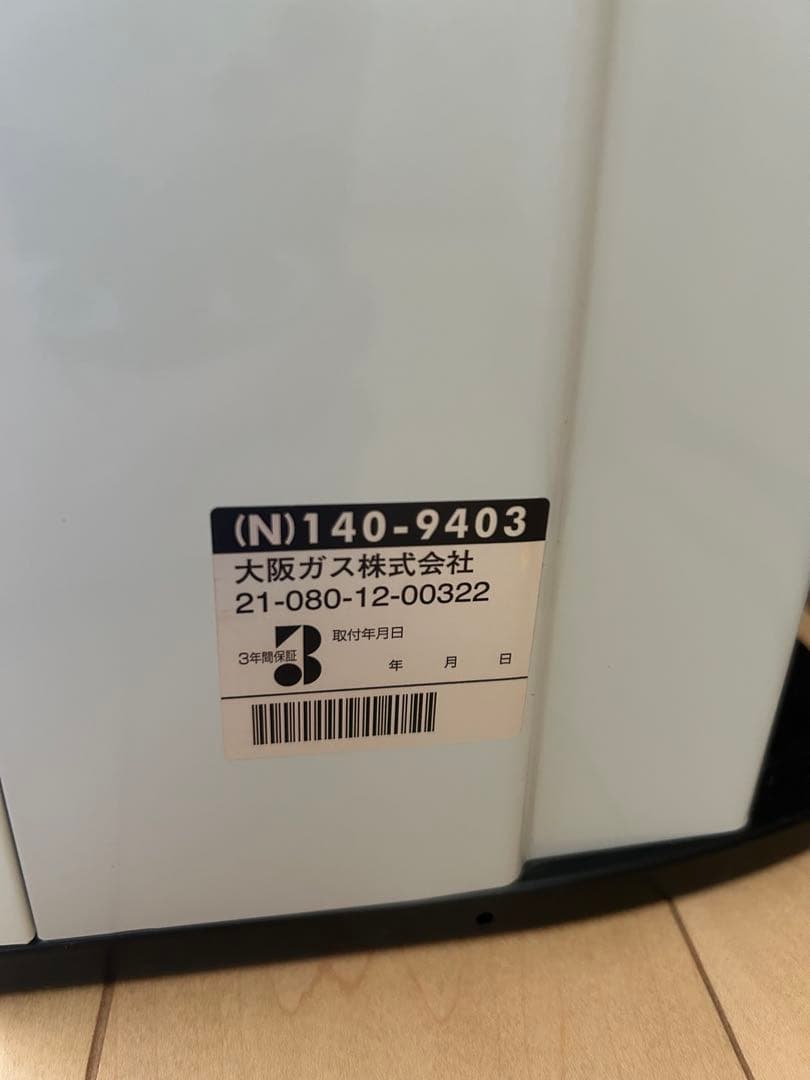 (N)140-9403
大阪ガス株式会社
21-080-12-00322
3年間保証 3 取付年月日
年 月 日